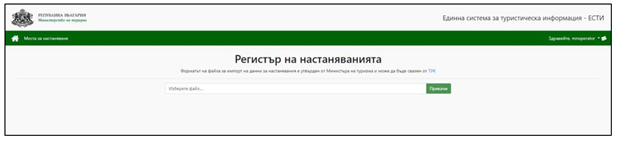 РЕПУБЛИКА БЪЛГАРИЯ
Министерство на туризма
Единна система за туристическа информация - ЕСТИ
Места за настаняване
Здравейте, mtoperator
Регистър на настаняванията
Форматът на файла за импорт на данни за настанявания е утвърден от Министъра на туризма и може да бъде свален от ТУК
Изберете файл...
Прикачи